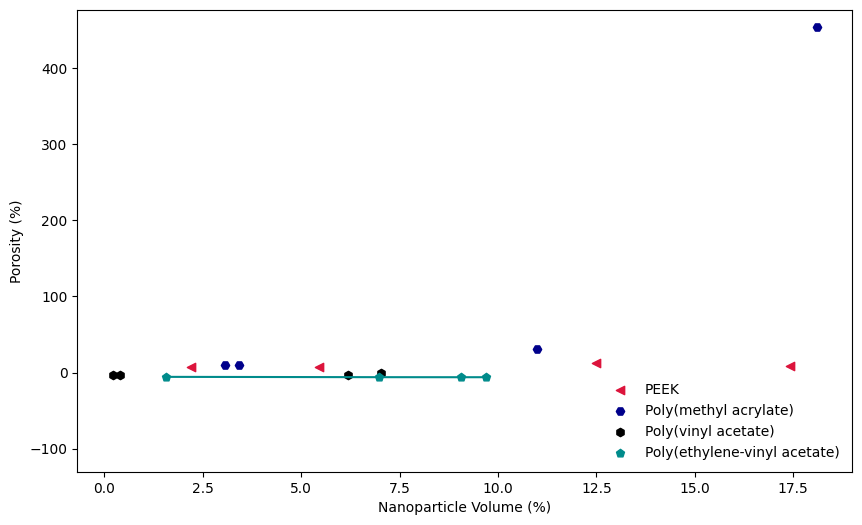 400
300
200
100
0
−100
Porosity (%)
0.0 2.5 5.0 7.5 10.0 12.5 15.0 17.5
Nanoparticle Volume (%)
PEEK
Poly(methyl acrylate)
Poly(vinyl acetate)
Poly(ethylene-vinyl acetate)